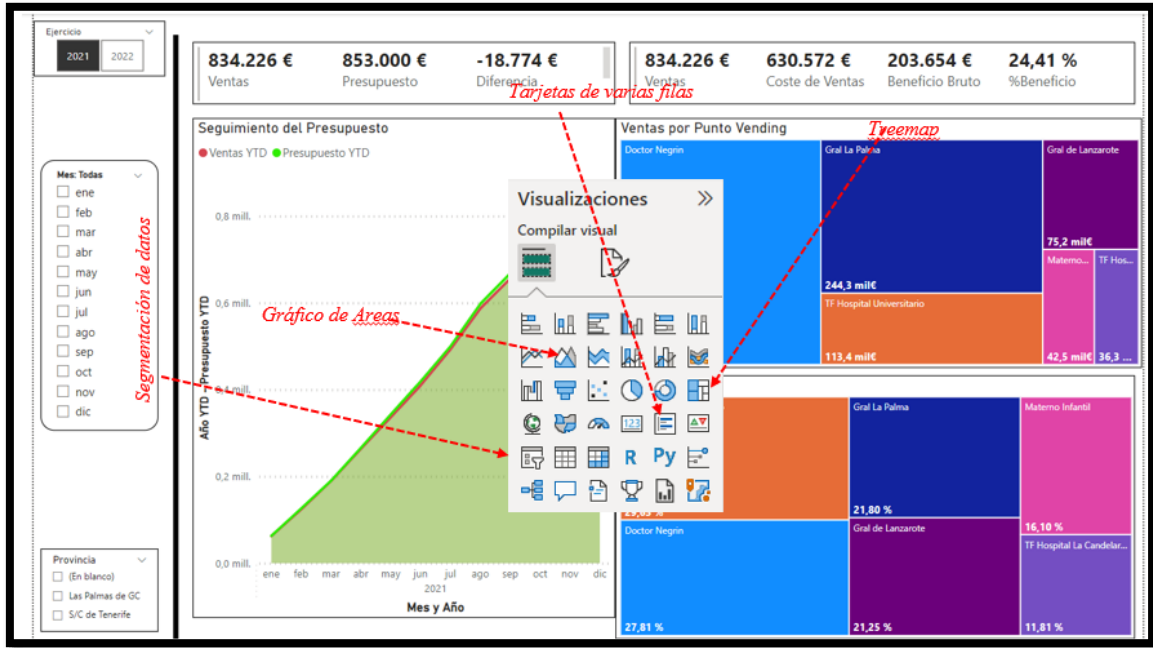 Ejercicio
2021 2022
834.226 € 853.000 € -18.774 €
Ventas Presupuesto Diferencia
834.226 € 630.572 € 203.654 € 24,41 %
Ventas Coste de Ventas Beneficio Bruto %Beneficio
Tarjetas de varias filas
Seguimiento del Presupuesto
Ventas YTD Presupuesto YTD
Ventas por Punto Vending
Treemap
Doctor Negrin
Gral La Palma
Gral de Lanzarote
Mes: Todas
ene
feb
mar
abr
may
jun
jul
ago
sep
oct
nov
dic
Segmentación de datos
Visualizaciones
Compilar visual
0,8 mill.
0,6 mill.
0,4 mill.
0,2 mill.
0,0 mill.
Año YTD - Presupuesto YTD
Gráfico de Areas
123
R Py
75,2 mil€
Materno... TF Hos...
244,3 mil€
TF Hospital Universitario
113,4 mil€
42,5 mil€ 36,3 ...
Gral La Palma
Materno Infantil
21,80 %
16,10 %
Doctor Negrin
Gral de Lanzarote
TF Hospital La Candelar...
27,81 %
21,25 %
11,81 %
ene feb mar abr may jun jul ago sep oct nov dic
2021
Mes y Año
Provincia
(En blanco)
Las Palmas de GC
S/C de Tenerife